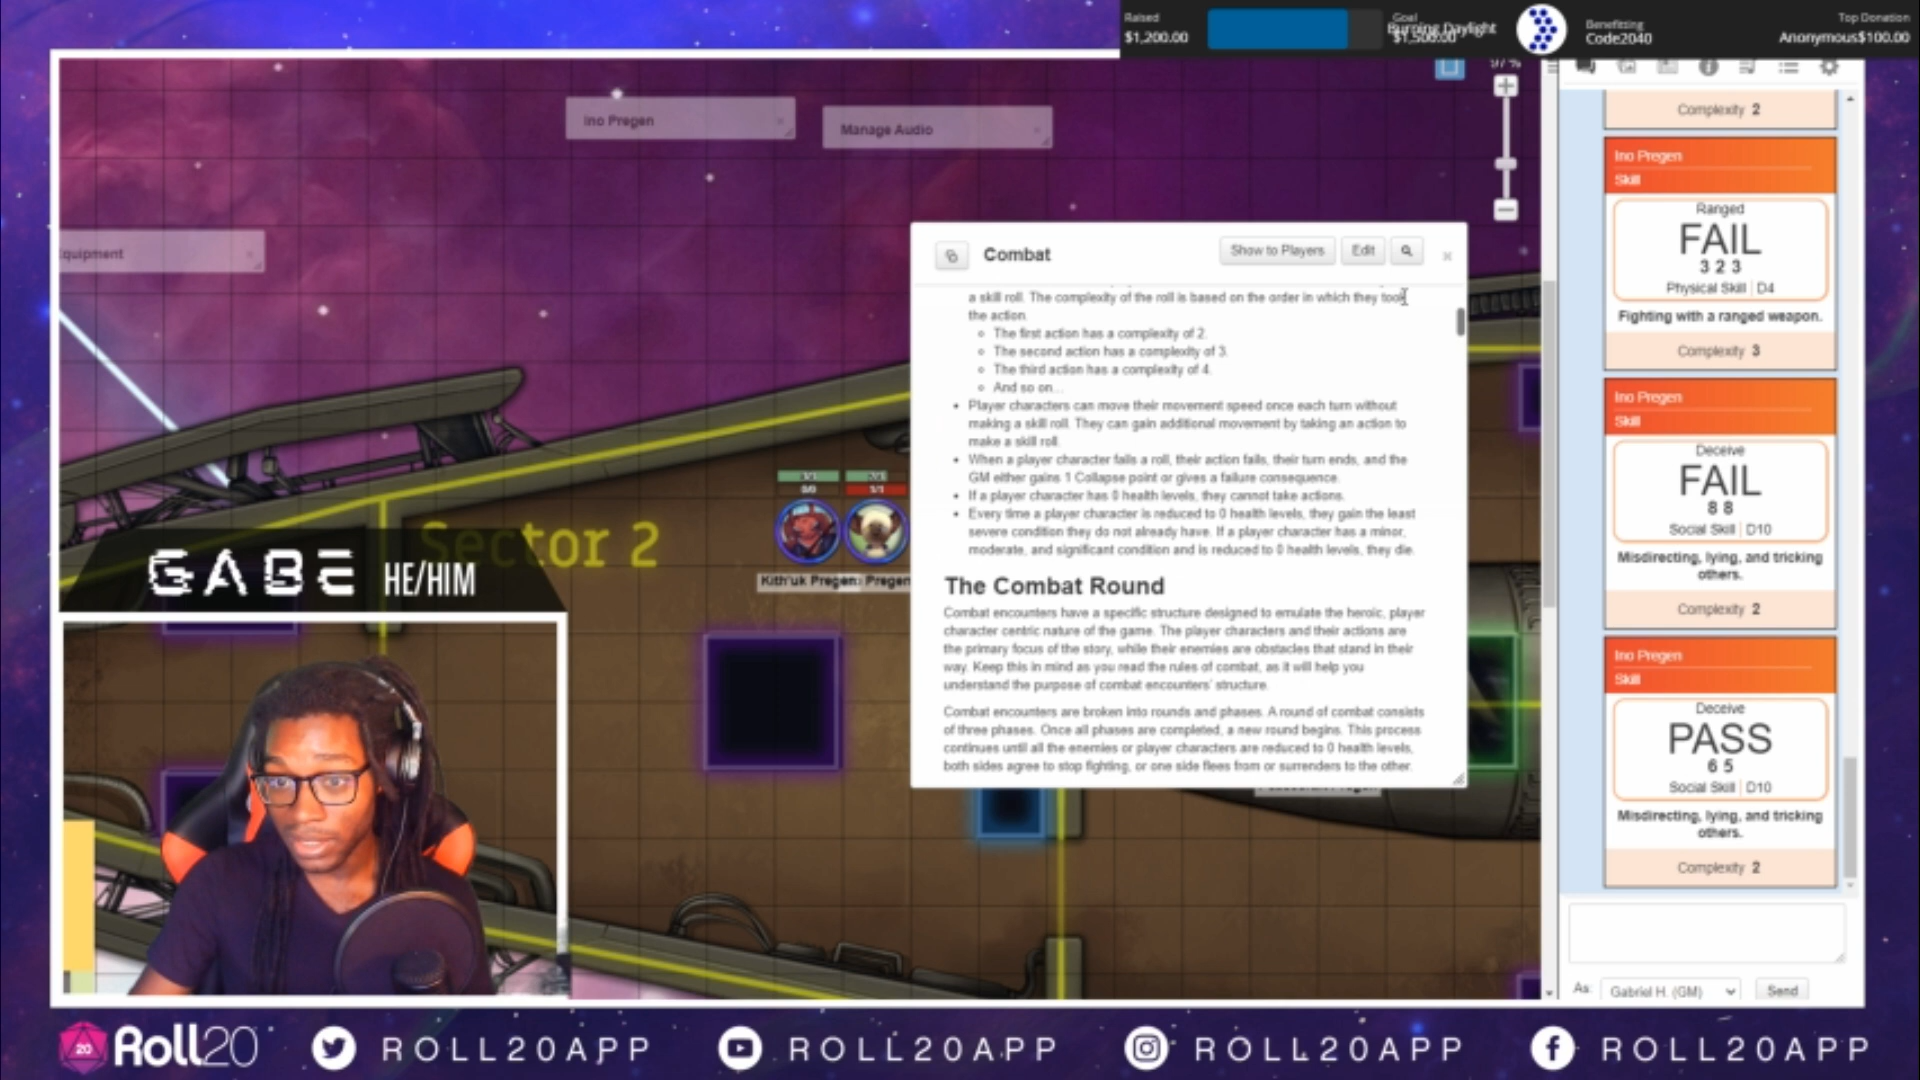 Raised
$1,200.00
Goal
$1,500.00
Burning Daylight
Benefitting
Code2040
Top Donation
Anonymous$100.00
97%
Ino Pregen
Manage Audio
Equipment
Sector 2
Kith'uk Pregen
Pregen
GABE HE/HIM
Combat
Show to Players
Edit
a skill roll. The complexity of the roll is based on the order in which they took
the action.
The first action has a complexity of 2.
The second action has a complexity of 3.
The third action has a complexity of 4.
And so on...
Player characters can move their movement speed once each turn without
making a skill roll. They can gain additional movement by taking an action to
make a skill roll.
When a player character fails a roll, their action fails, their turn ends, and the
GM either gains 1 Collapse point or gives a failure consequence.
If a player character has 0 health levels, they cannot take actions.
Every time a player character is reduced to 0 health levels, they gain the least
severe condition they do not already have. If a player character has a minor,
moderate, and significant condition and is reduced to 0 health levels, they die.
The Combat Round
Combat encounters have a specific structure designed to emulate the heroic, player
character centric nature of the game. The player characters and their actions are
the primary focus of the story, while their enemies are obstacles that stand in their
way. Keep this in mind as you read the rules of combat, as it will help you
understand the purpose of combat encounters' structure.
Combat encounters are broken into rounds and phases. A round of combat consists
of three phases. Once all phases are completed, a new round begins. This process
continues until all the enemies or player characters are reduced to 0 health levels,
both sides agree to stop fighting, or one side flees from or surrenders to the other.
Complexity 2
Ino Pregen
Skill
Ranged
FAIL
3 2 3
Physical Skill | D4
Fighting with a ranged weapon.
Complexity 3
Ino Pregen
Skill
Deceive
FAIL
8 8
Social Skill | D10
Misdirecting, lying, and tricking
others.
Complexity 2
Ino Pregen
Skill
Deceive
PASS
6 5
Social Skill | D10
Misdirecting, lying, and tricking
others.
Complexity 2
As:
Gabriel H. (GM)
Send
20
Roll20
ROLL20APP
ROLL20APP
ROLL20APP
ROLL20APP